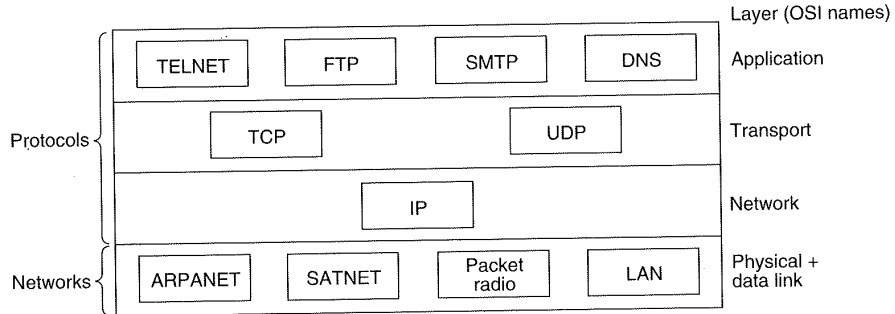 Layer (OSI names)
TELNET FTP SMTP DNS Application
Protocols
TCP UDP Transport
IP Network
Networks
ARPANET SATNET Packet radio LAN Physical +
data link